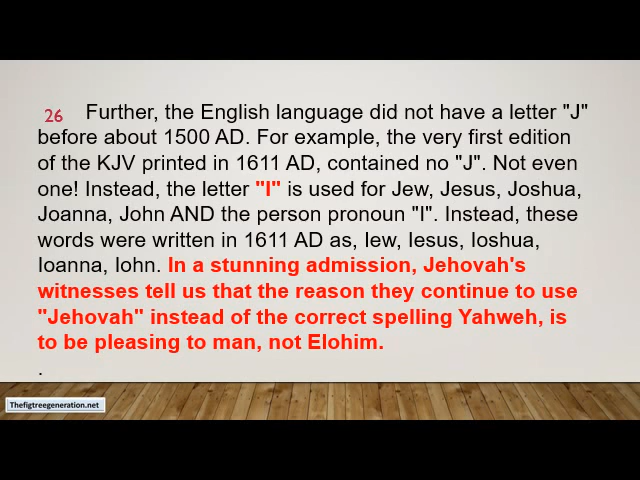 26 Further, the English language did not have a letter "J"
before about 1500 AD. For example, the very first edition
of the KJV printed in 1611 AD, contained no "J". Not even
one! Instead, the letter "I" is used for Jew, Jesus, Joshua,
Joanna, John AND the person pronoun "I". Instead, these
words were written in 1611 AD as, Iew, Iesus, Ioshua,
Ioanna, Iohn. In a stunning admission, Jehovah's
witnesses tell us that the reason they continue to use
"Jehovah" instead of the correct spelling Yahweh, is
to be pleasing to man, not Elohim.
.
Thefigtreegeneration.net